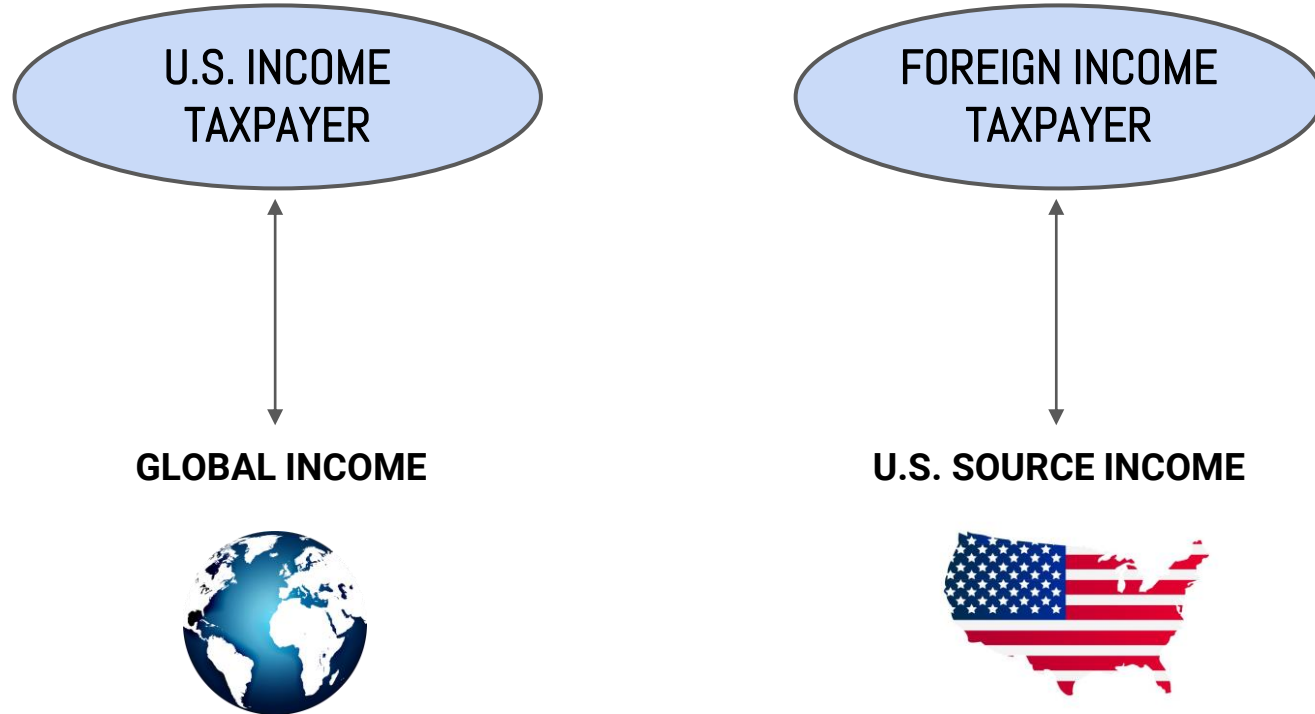 U.S. INCOME
TAXPAYER
FOREIGN INCOME
TAXPAYER
GLOBAL INCOME
U.S. SOURCE INCOME